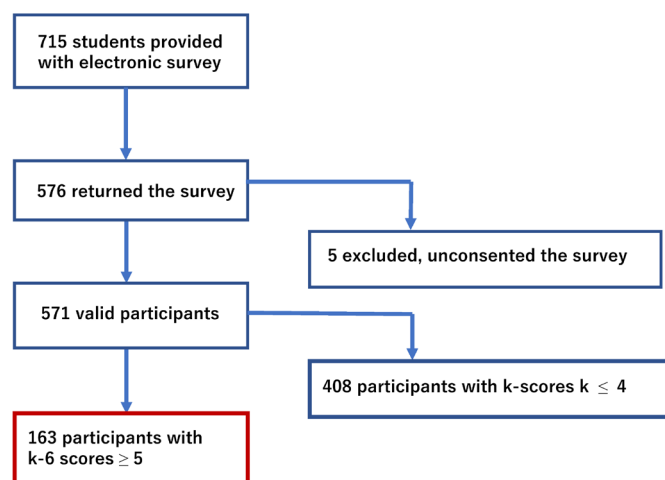 715 students provided
with electronic survey
576 returned the survey
5 excluded, unconsented the survey
571 valid participants
408 participants with k-scores k ≤ 4
163 participants with
k-6 scores ≥ 5